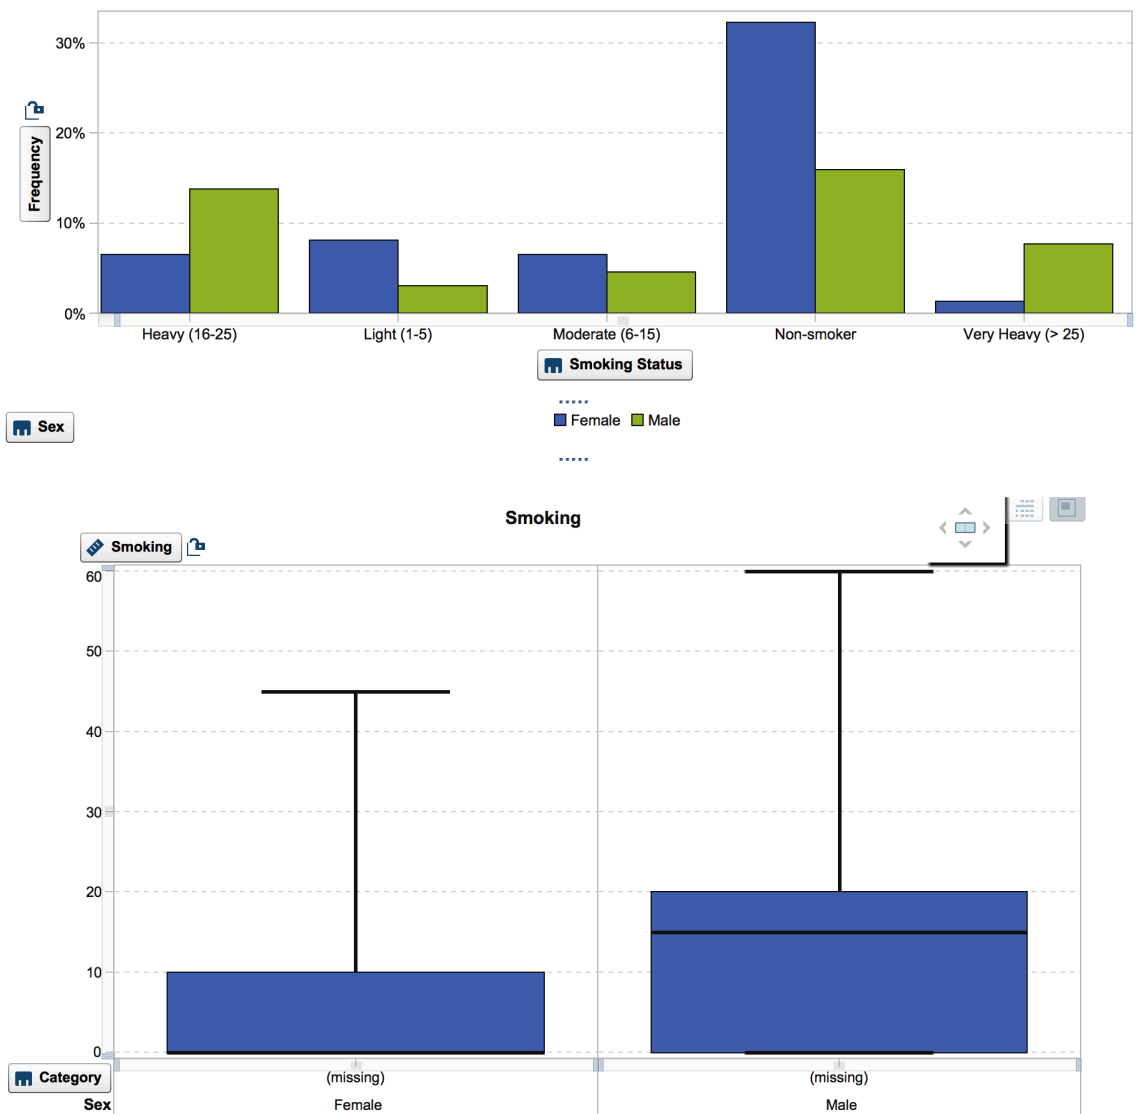 30%
20%
10%
0%
Frequency
Heavy (16-25) Light (1-5) Moderate (6-15) Non-smoker Very Heavy (> 25)
Smoking Status
Sex
Female Male
Smoking
Smoking
60
50
40
30
20
10
0
Category
(missing) (missing)
Sex Female Male